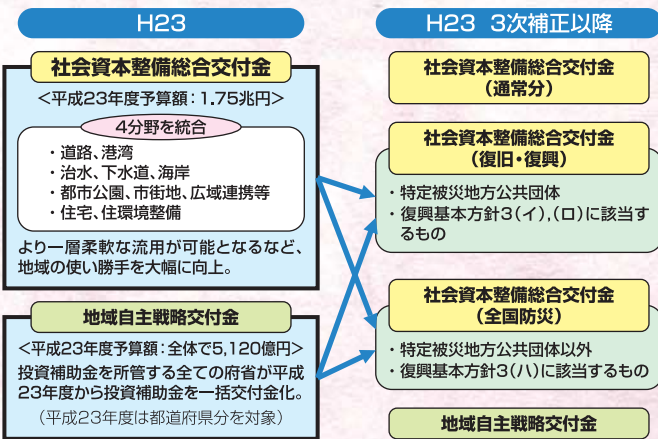 H23
社会資本整備総合交付金
＜平成23年度予算額：1.75兆円＞
4分野を統合
・道路、港湾
・治水、下水道、海岸
・都市公園、市街地、広域連携等
・住宅、住環境整備
より一層柔軟な流用が可能となるなど、
地域の使い勝手を大幅に向上。
地域自主戦略交付金
＜平成23年度予算額：全体で5,120億円＞
投資補助金を所管する全ての府省が平成
23年度から投資補助金を一括交付金化。
（平成23年度は都道府県分を対象）
H23 3次補正以降
社会資本整備総合交付金
（通常分）
社会資本整備総合交付金
（復旧・復興）
・特定被災地方公共団体
・復興基本方針3（イ）,（ロ）に該当す
るもの
社会資本整備総合交付金
（全国防災）
・特定被災地方公共団体以外
・復興基本方針3（ハ）に該当するもの
地域自主戦略交付金